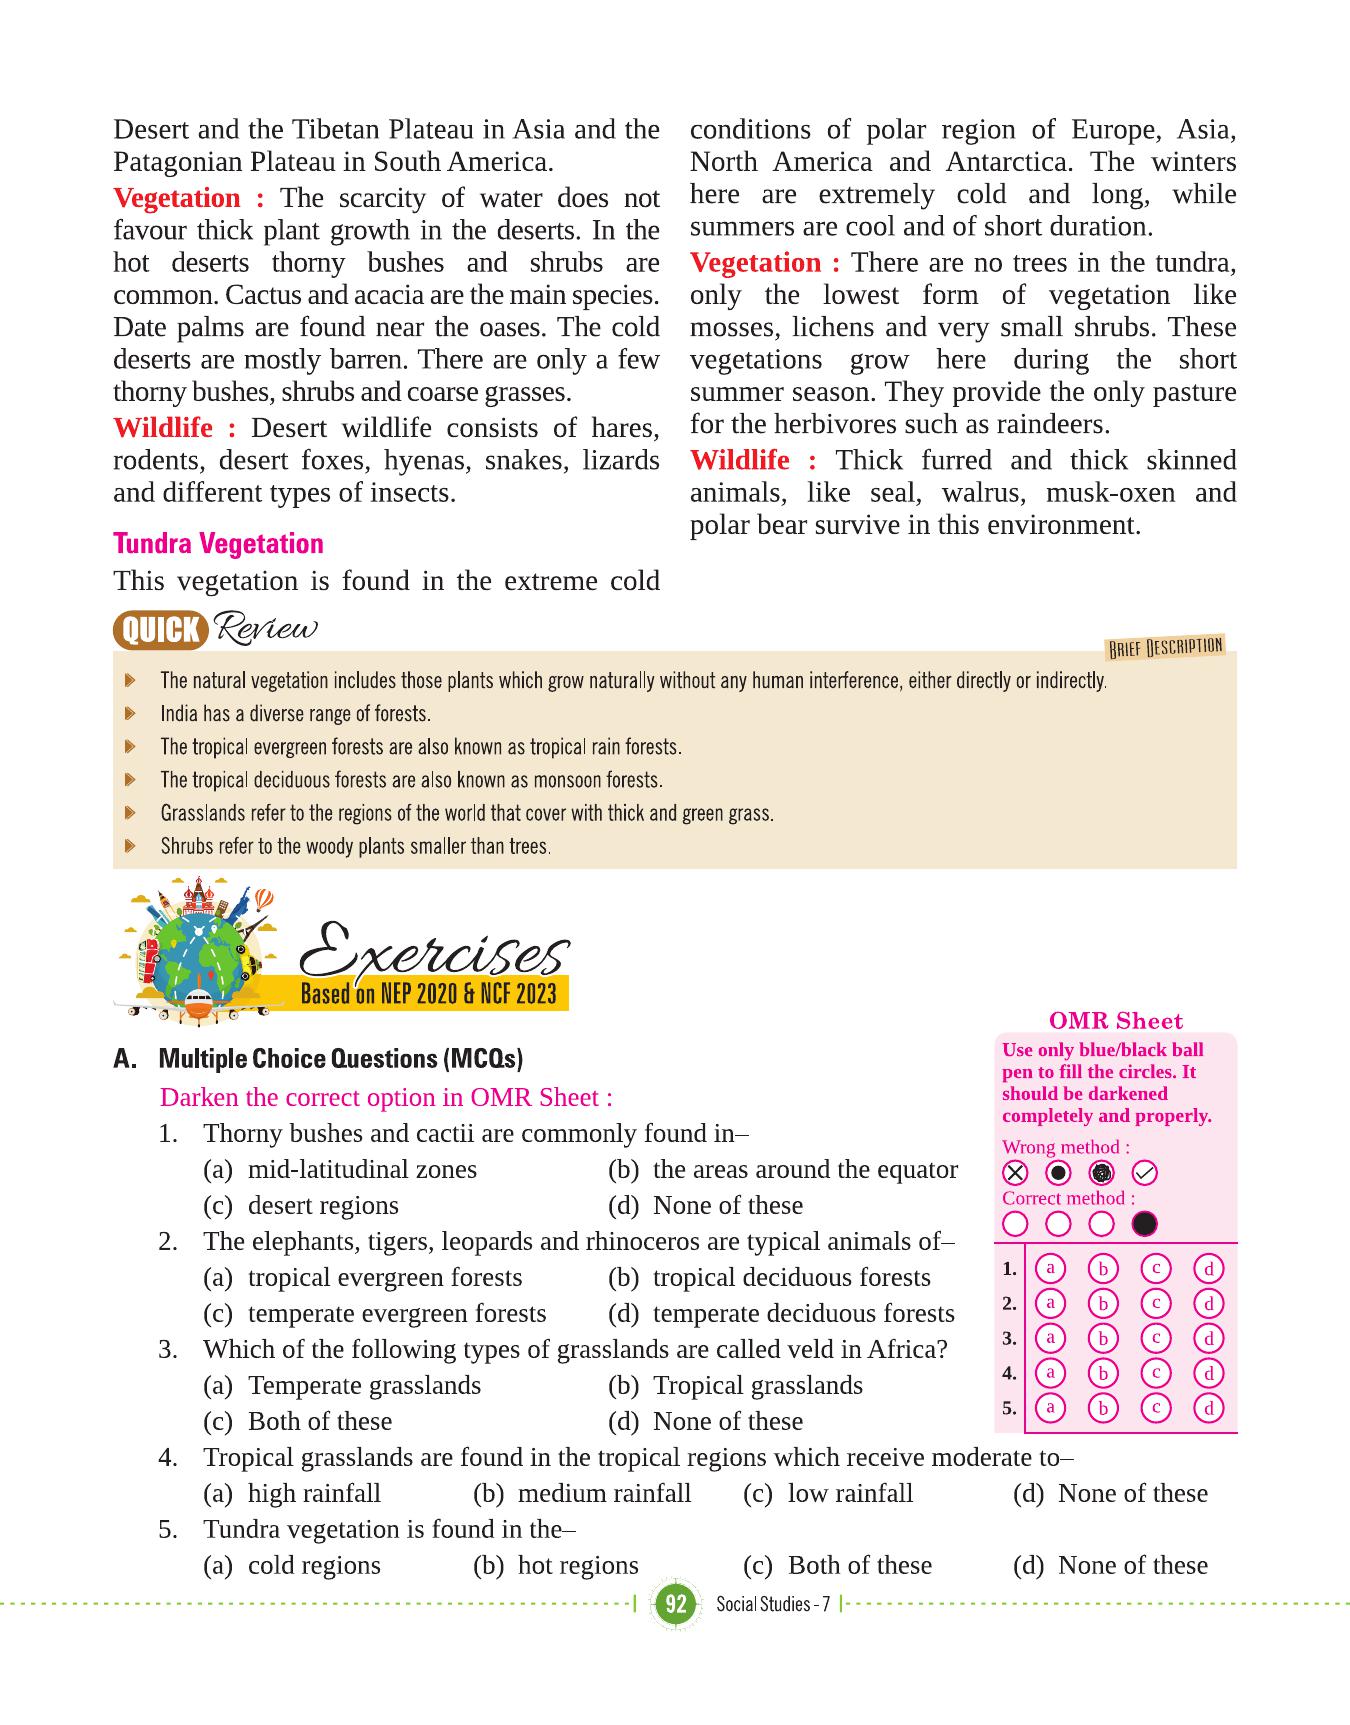 Desert and the Tibetan Plateau in Asia and the
Patagonian Plateau in South America.
Vegetation : The scarcity of water does not
favour thick plant growth in the deserts. In the
hot deserts thorny bushes and shrubs are
common. Cactus and acacia are the main species.
Date palms are found near the oases. The cold
deserts are mostly barren. There are only a few
thorny bushes, shrubs and coarse grasses.
Wildlife : Desert wildlife consists of hares,
rodents, desert foxes, hyenas, snakes, lizards
and different types of insects.
Tundra Vegetation
This vegetation is found in the extreme cold
conditions of polar region of Europe, Asia,
North America and Antarctica. The winters
here are extremely cold and long, while
summers are cool and of short duration.
Vegetation : There are no trees in the tundra,
only the lowest form of vegetation like
mosses, lichens and very small shrubs. These
vegetations grow here during the short
summer season. They provide the only pasture
for the herbivores such as raindeers.
Wildlife : Thick furred and thick skinned
animals, like seal, walrus, musk-oxen and
polar bear survive in this environment.
QUICK Review
BRIEF DESCRIPTION
The natural vegetation includes those plants which grow naturally without any human interference, either directly or indirectly.
India has a diverse range of forests.
The tropical evergreen forests are also known as tropical rain forests.
The tropical deciduous forests are also known as monsoon forests.
Grasslands refer to the regions of the world that cover with thick and green grass.
Shrubs refer to the woody plants smaller than trees.
Exercises
Based on NEP 2020 & NCF 2023
A. Multiple Choice Questions (MCQs)
Darken the correct option in OMR Sheet :
1. Thorny bushes and cactii are commonly found in–
(a) mid-latitudinal zones (b) the areas around the equator
(c) desert regions (d) None of these
2. The elephants, tigers, leopards and rhinoceros are typical animals of–
(a) tropical evergreen forests (b) tropical deciduous forests
(c) temperate evergreen forests (d) temperate deciduous forests
3. Which of the following types of grasslands are called veld in Africa?
(a) Temperate grasslands (b) Tropical grasslands
(c) Both of these (d) None of these
4. Tropical grasslands are found in the tropical regions which receive moderate to–
(a) high rainfall (b) medium rainfall (c) low rainfall (d) None of these
5. Tundra vegetation is found in the–
(a) cold regions (b) hot regions (c) Both of these (d) None of these
OMR Sheet
Use only blue/black ball
pen to fill the circles. It
should be darkened
completely and properly.
Wrong method :
Correct method :
1. a b c d
2. a b c d
3. a b c d
4. a b c d
5. a b c d
92 Social Studies - 7